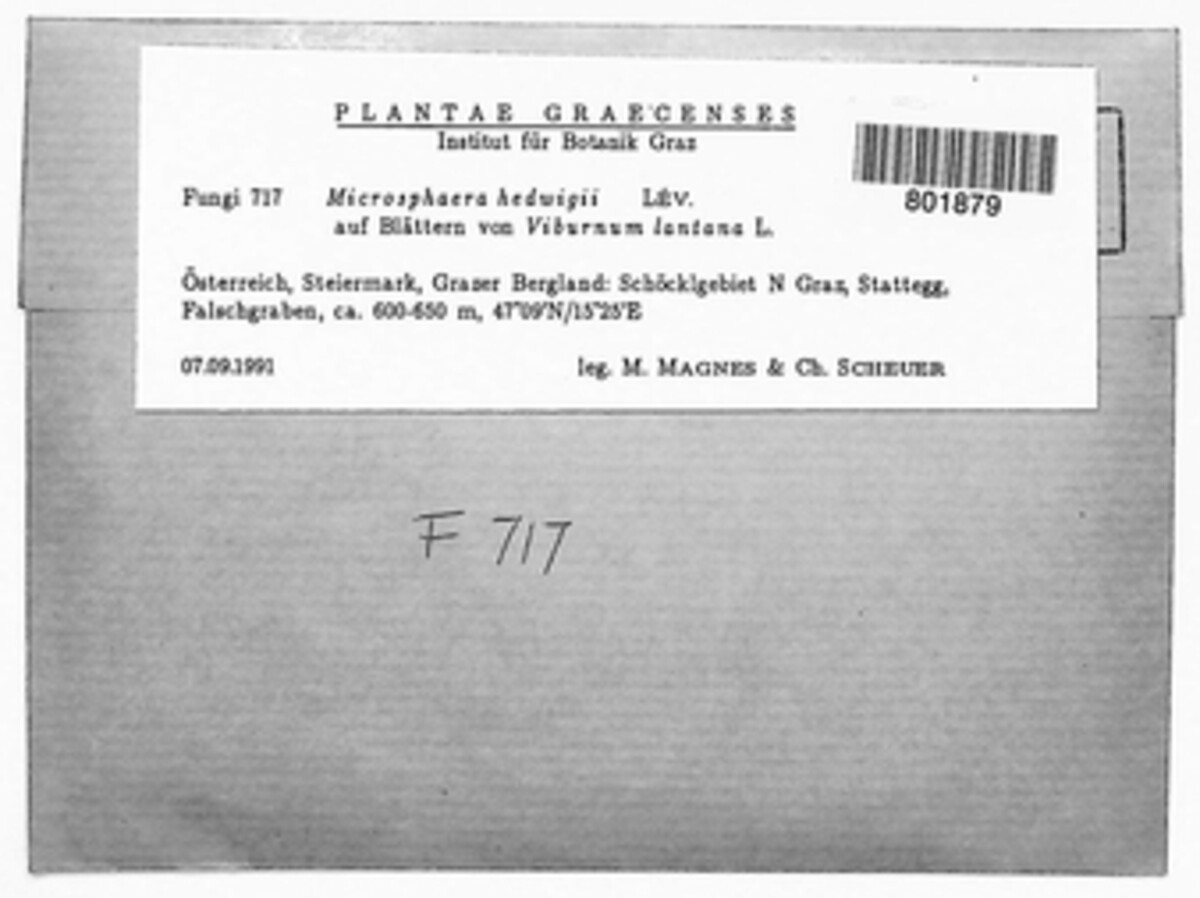 PLANTAE GRAECENSES
Institut für Botanik Graz
801879
Fungi 717 Microsphaera hedwigii LÉV.
auf Blättern von Viburnum lantana L.
Österreich, Steiermark, Grazer Bergland: Schöcklgebiet N Graz, Stattegg,
Falschgraben, ca. 600-650 m, 47°09'N/15°25'E
07.09.1991 leg. M. MAGNES & Ch. SCHEUER
F 717